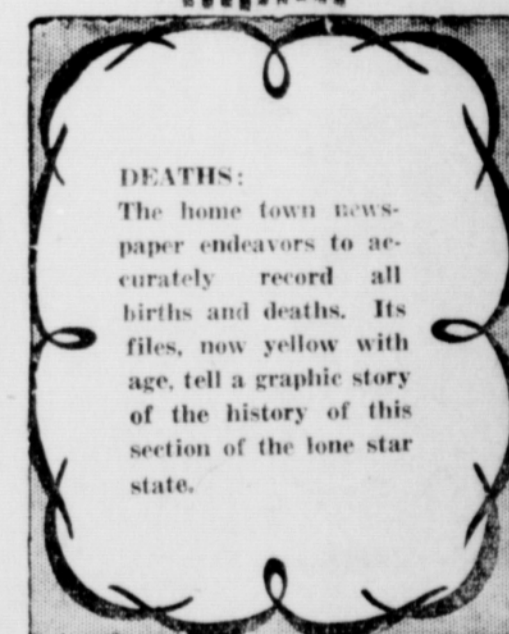 DEATHS:
The home town news-
paper endeavors to ac-
curately record all
births and deaths. Its
files, now yellow with
age, tell a graphic story
of the history of this
section of the lone star
state.